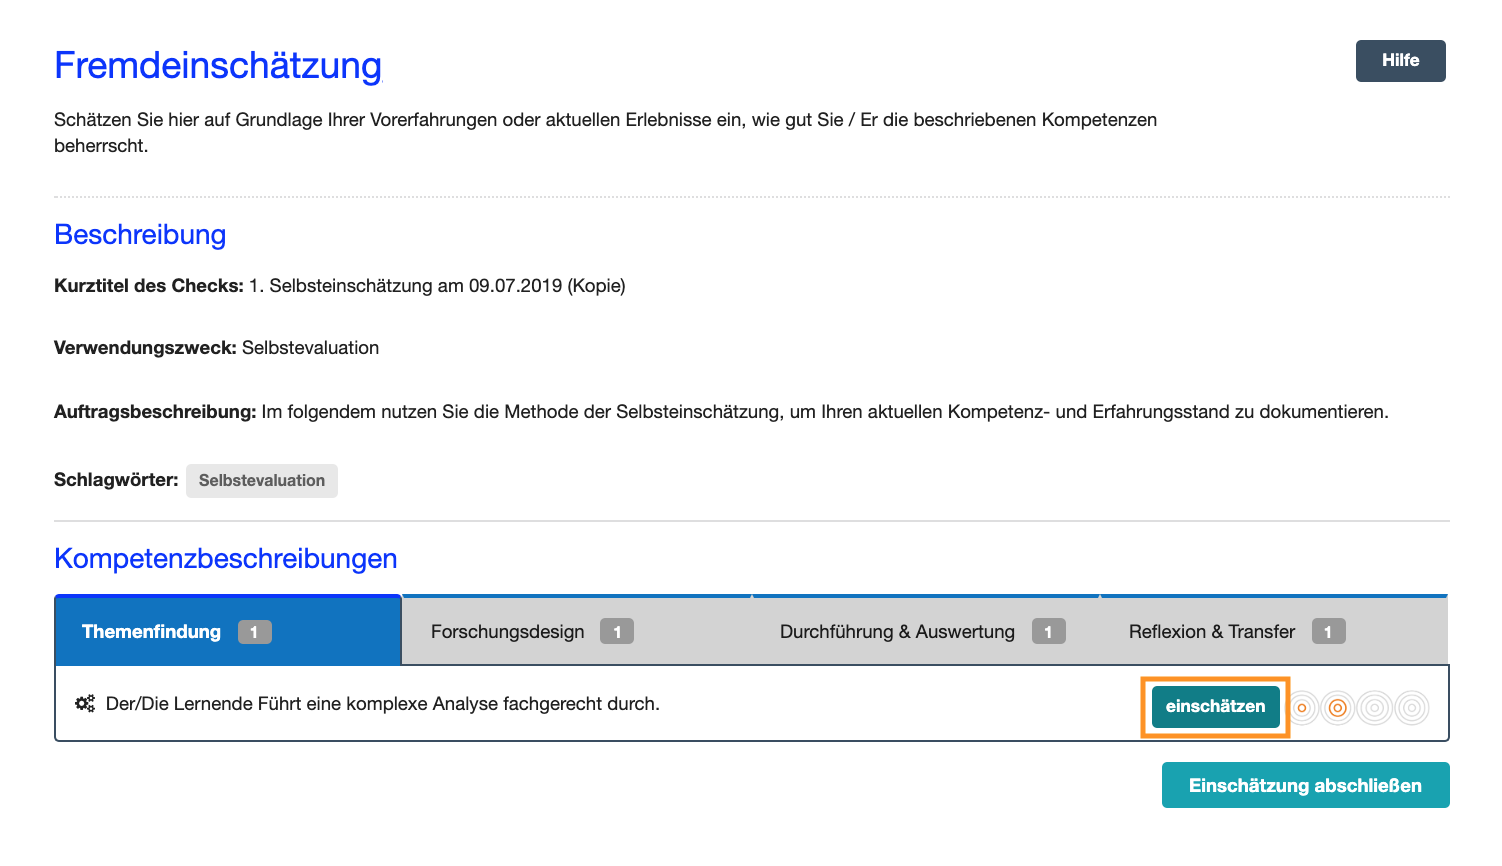 Fremdeinschätzung
Hilfe
Schätzen Sie hier auf Grundlage Ihrer Vorerfahrungen oder aktuellen Erlebnisse ein, wie gut Sie / Er die beschriebenen Kompetenzen
beherrscht.
Beschreibung
Kurztitel des Checks: 1. Selbsteinschätzung am 09.07.2019 (Kopie)
Verwendungszweck: Selbstevaluation
Auftragsbeschreibung: Im folgendem nutzen Sie die Methode der Selbsteinschätzung, um Ihren aktuellen Kompetenz- und Erfahrungsstand zu dokumentieren.
Schlagwörter: Selbstevaluation
Kompetenzbeschreibungen
Themenfindung 1 Forschungsdesign 1 Durchführung & Auswertung 1 Reflexion & Transfer 1
Der/Die Lernende Führt eine komplexe Analyse fachgerecht durch. einschätzen
Einschätzung abschließen